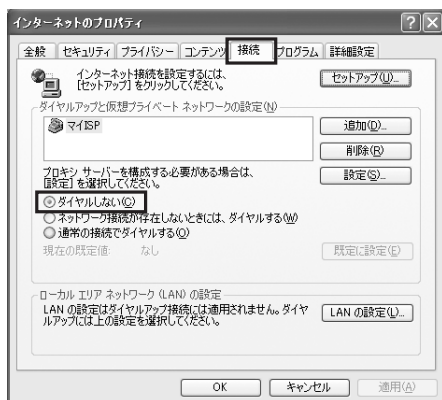 インターネットのプロパティ
全般 セキュリティ プライバシー コンテンツ 接続 プログラム 詳細設定
インターネット接続を設定するには、
[セットアップ] をクリックしてください。
セットアップ(U)...
ダイヤルアップと仮想プライベート ネットワークの設定(N)
マイISP
追加(D)...
削除(R)
プロキシ サーバーを構成する必要がある場合は、
[設定] を選択してください。
設定(S)...
ダイヤルしない(C)
ネットワーク接続が存在しないときには、ダイヤルする(W)
通常の接続でダイヤルする(O)
現在の既定値: なし
既定に設定(E)
ローカル エリア ネットワーク (LAN) の設定
LAN の設定はダイヤルアップ接続には適用されません。ダイヤ
ルアップには上の設定を選択してください。
LAN の設定(L)...
OK キャンセル 適用(A)